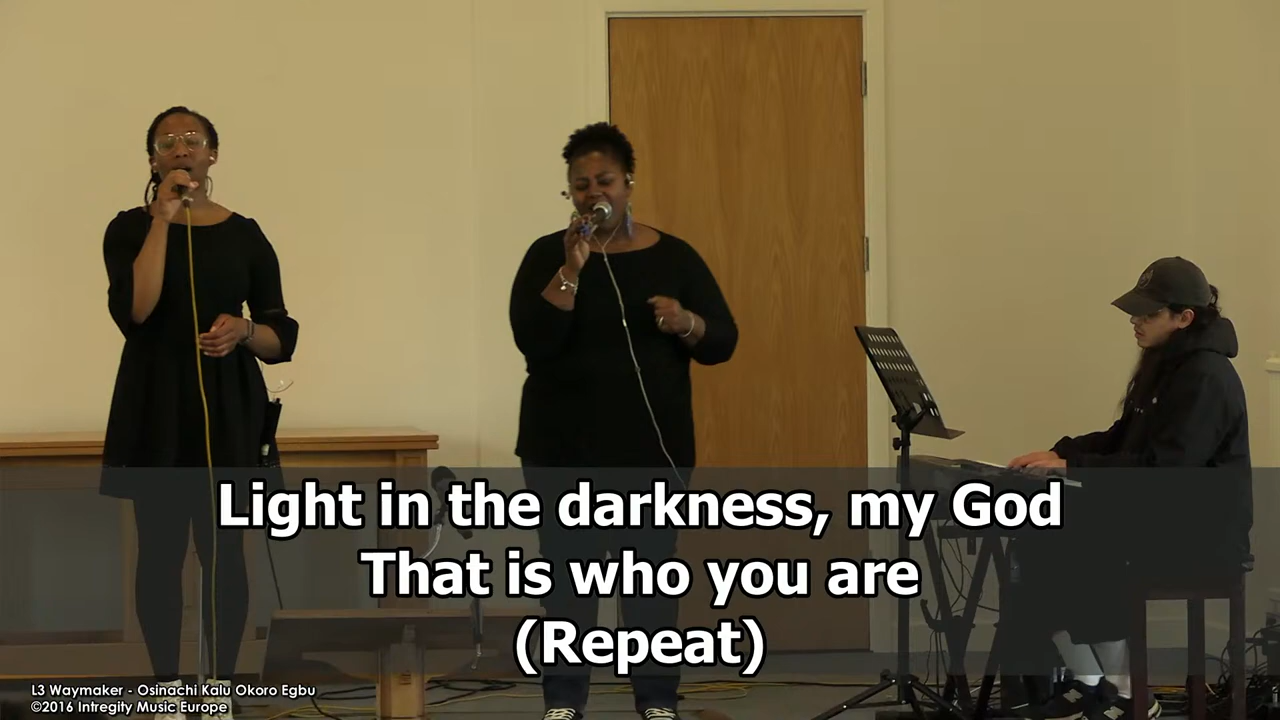 Light in the darkness, my God
That is who you are
(Repeat)
L3 Waymaker - Osinachi Kalu Okoro Egbu
©2016 Intregity Music Europe